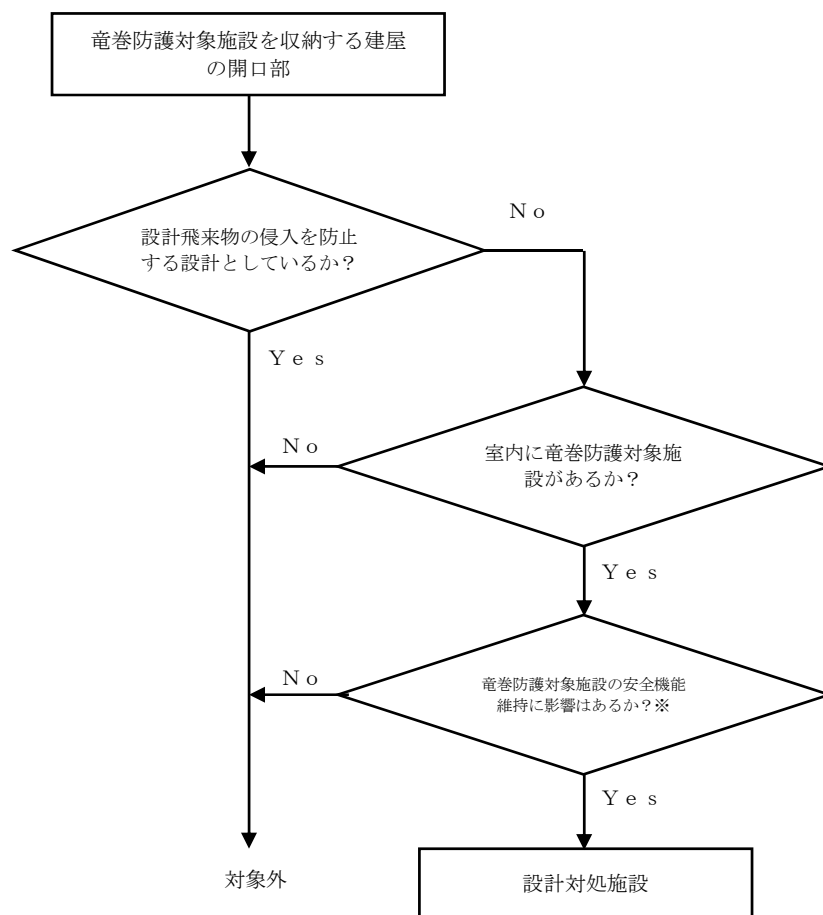 竜巻防護対象施設を収納する建屋
の開口部
設計飛来物の侵入を防止
する設計としているか？
Ｎｏ
Ｙｅｓ
室内に竜巻防護対象施
設があるか？
Ｎｏ
Ｙｅｓ
竜巻防護対象施設の安全機能
維持に影響はあるか？※
Ｎｏ
Ｙｅｓ
対象外
設計対処施設